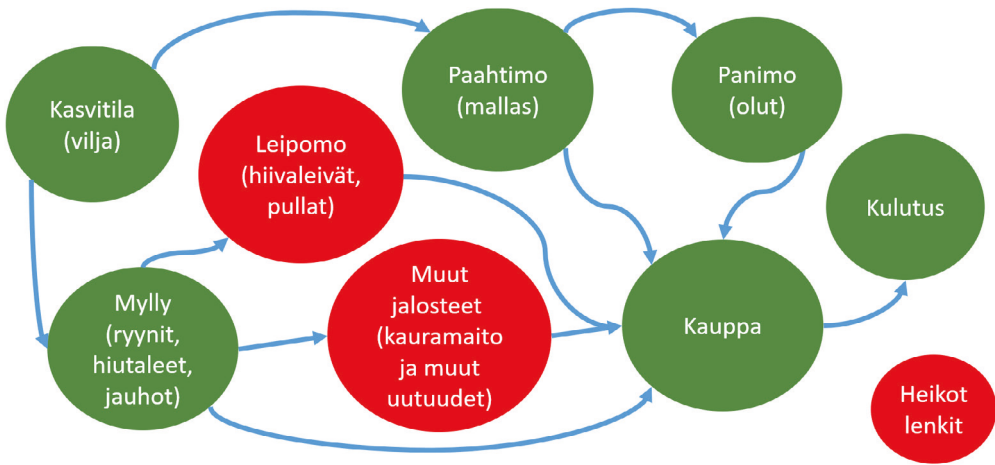 Kasvitila
(vilja)
Paahtimo
(mallas)
Panimo
(olut)
Leipomo
(hiivaleivät,
pullat)
Kulutus
Mylly
(ryynit,
hiutaleet,
jauhot)
Muut
jalosteet
(kauramaito
ja muut
uutuudet)
Kauppa
Heikot
lenkit